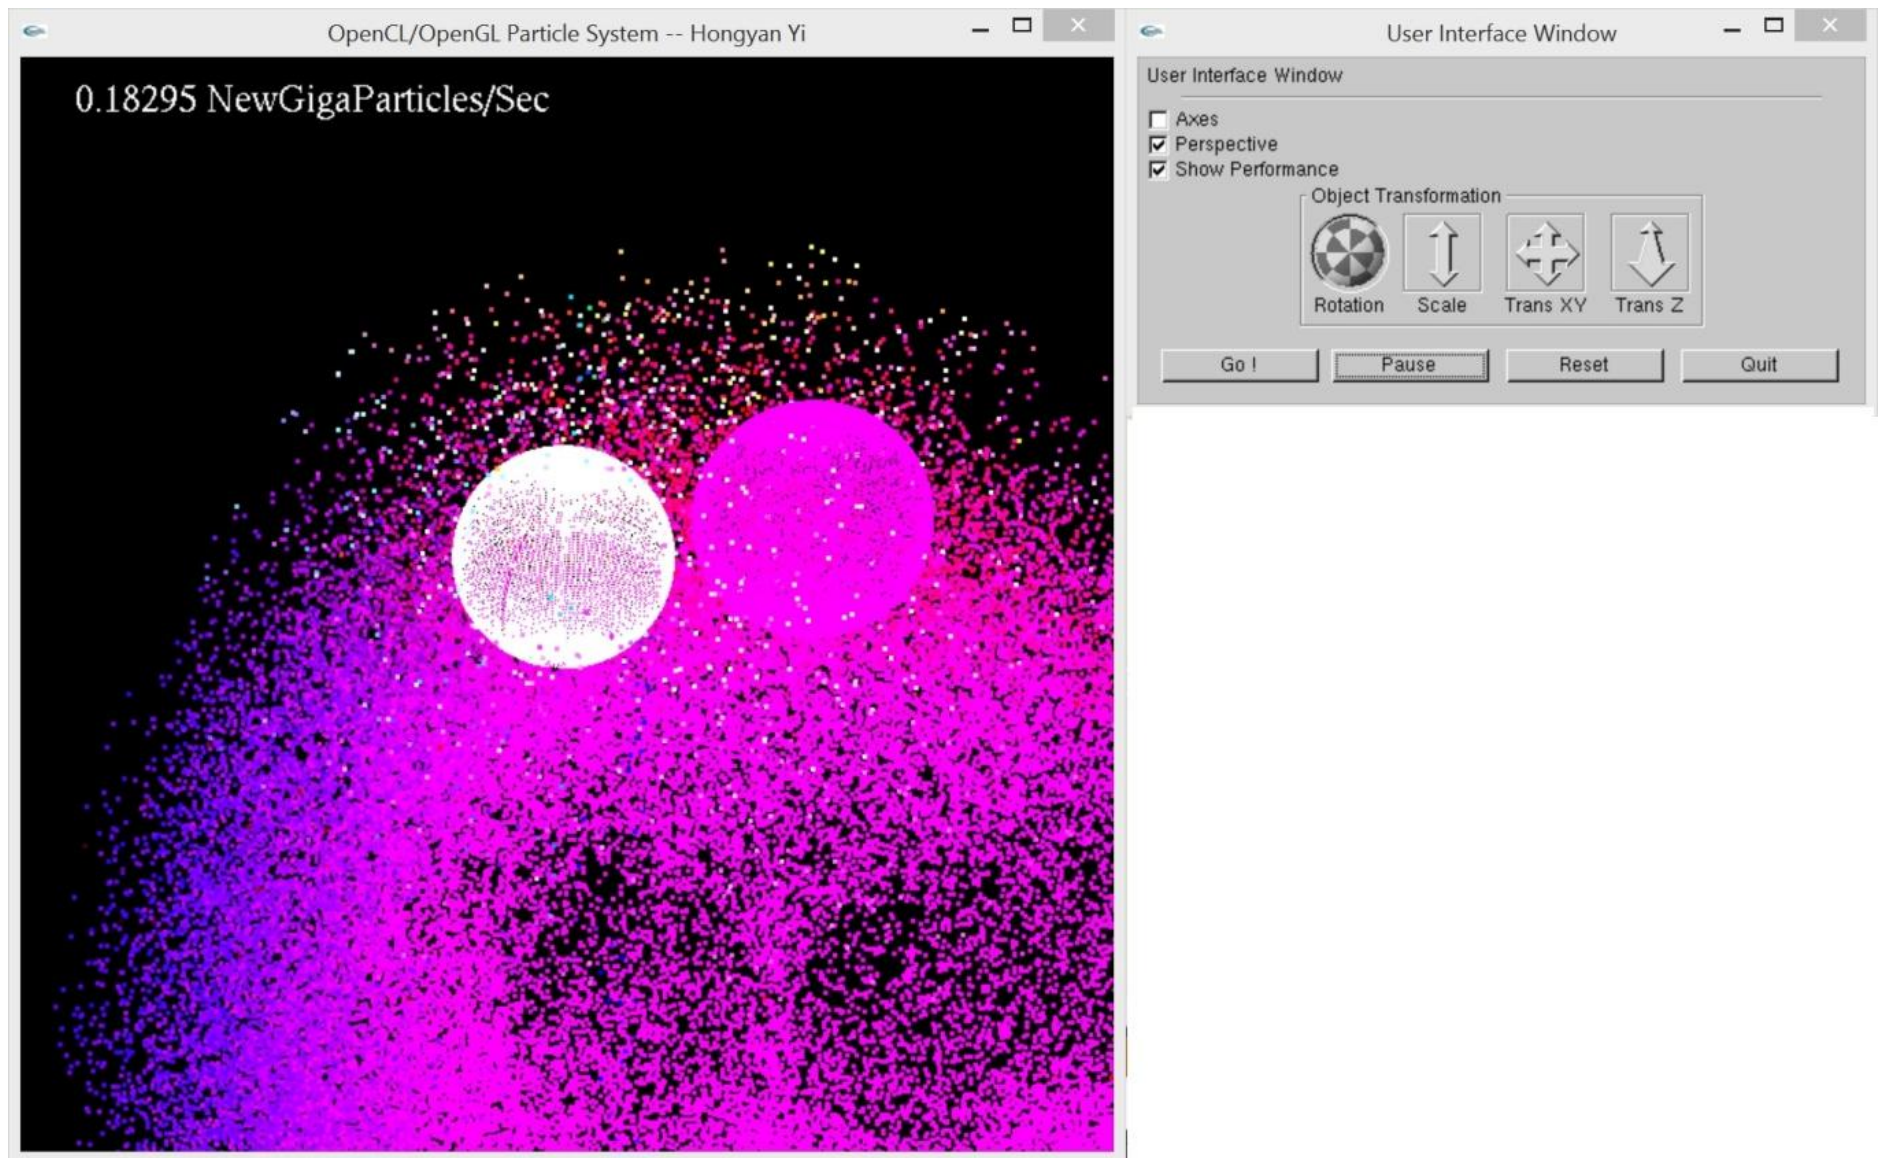 OpenCL/OpenGL Particle System -- Hongyan Yi
0.18295 NewGigaParticles/Sec
User Interface Window
User Interface Window
Axes
Perspective
Show Performance
Object Transformation
Rotation Scale Trans XY Trans Z
Go ! Pause Reset Quit